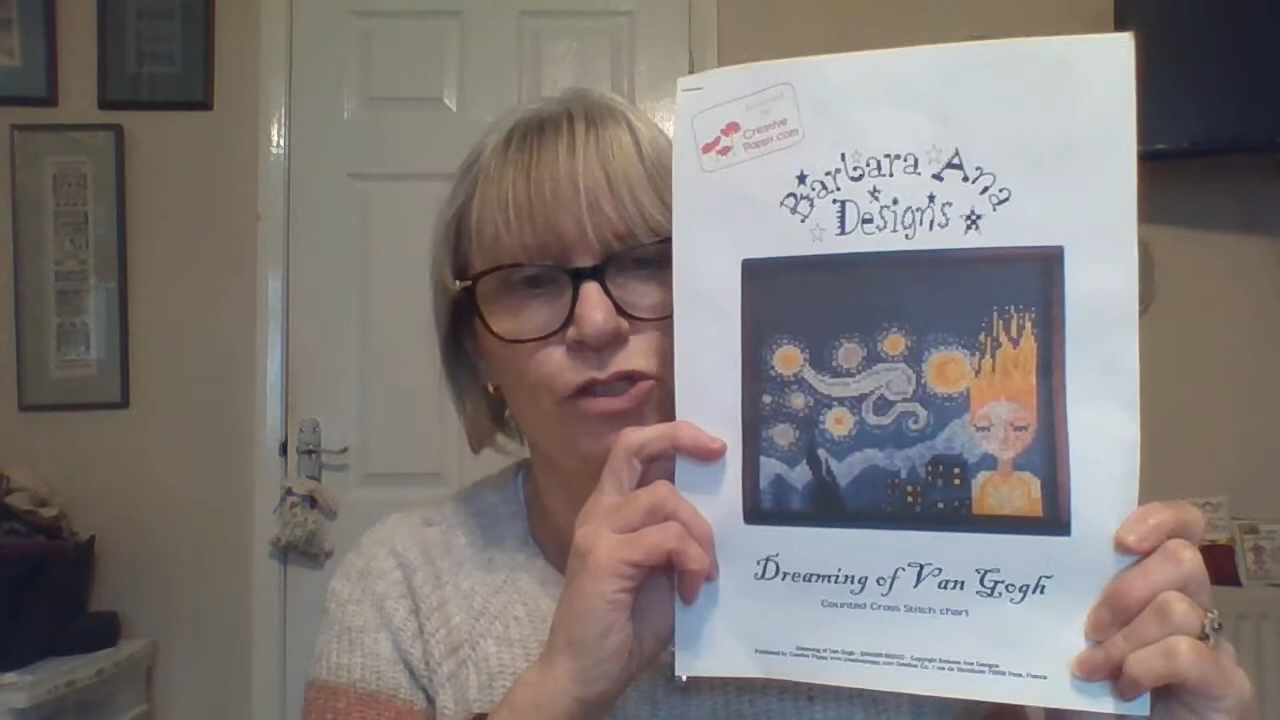 Creative
Poppy.com
Barbara Ana
Designs
Dreaming of Van Gogh
Counted Cross Stitch chart